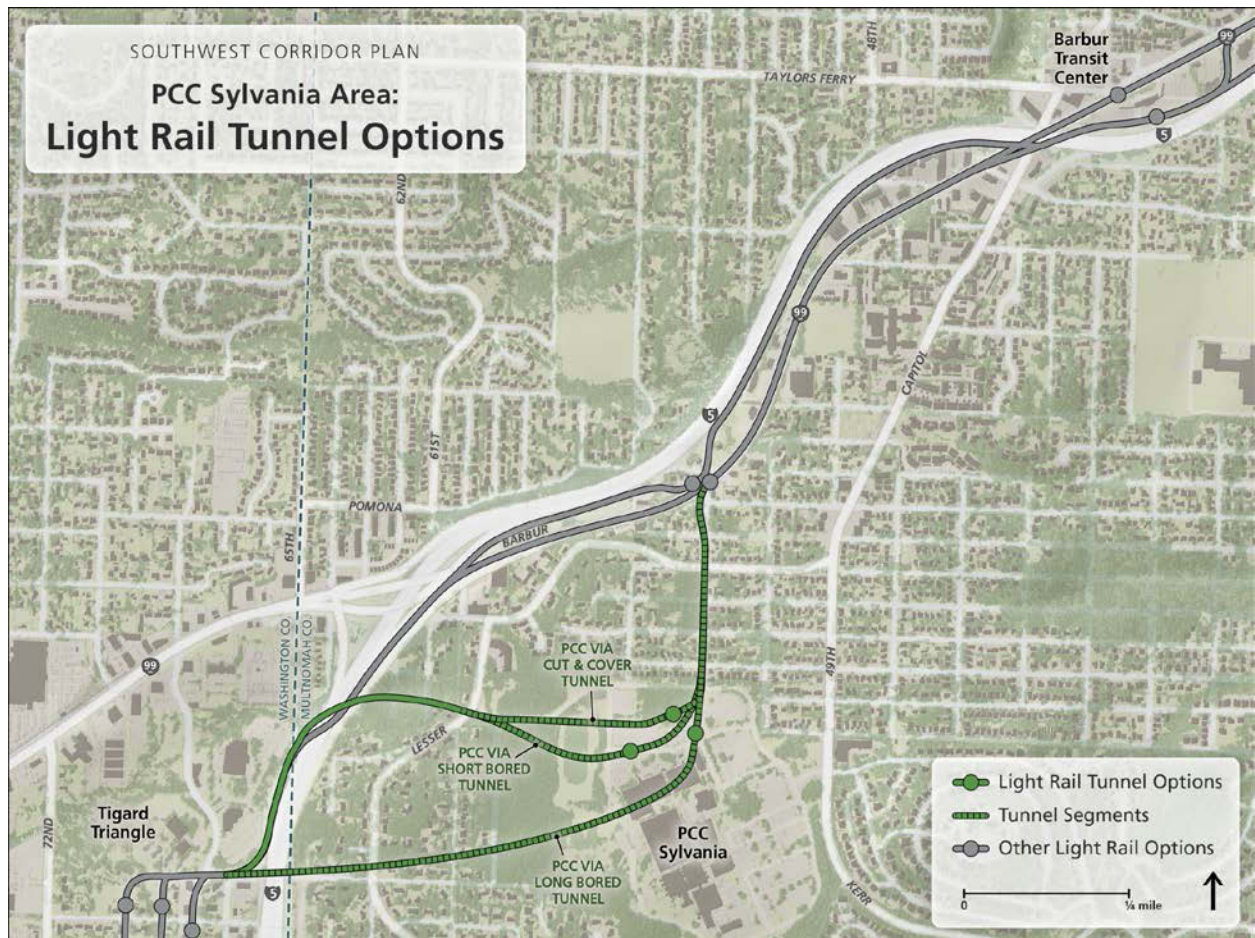 SOUTHWEST CORRIDOR PLAN
PCC Sylvania Area:
Light Rail Tunnel Options
48TH
Barbur
Transit
Center
99
TAYLORS FERRY
5
62ND
99
CAPITOL
5
61ST
POMONA
BARBUR
65TH
WASHINGTON CO.
MULTNOMAH CO.
99
PCC VIA
CUT & COVER
TUNNEL
49TH
LESSER
PCC VIA
SHORT BORED
TUNNEL
Tigard
Triangle
72ND
PCC
Sylvania
PCC VIA
LONG BORED
TUNNEL
5
KERR
Light Rail Tunnel Options
Tunnel Segments
Other Light Rail Options
0
¼ mile